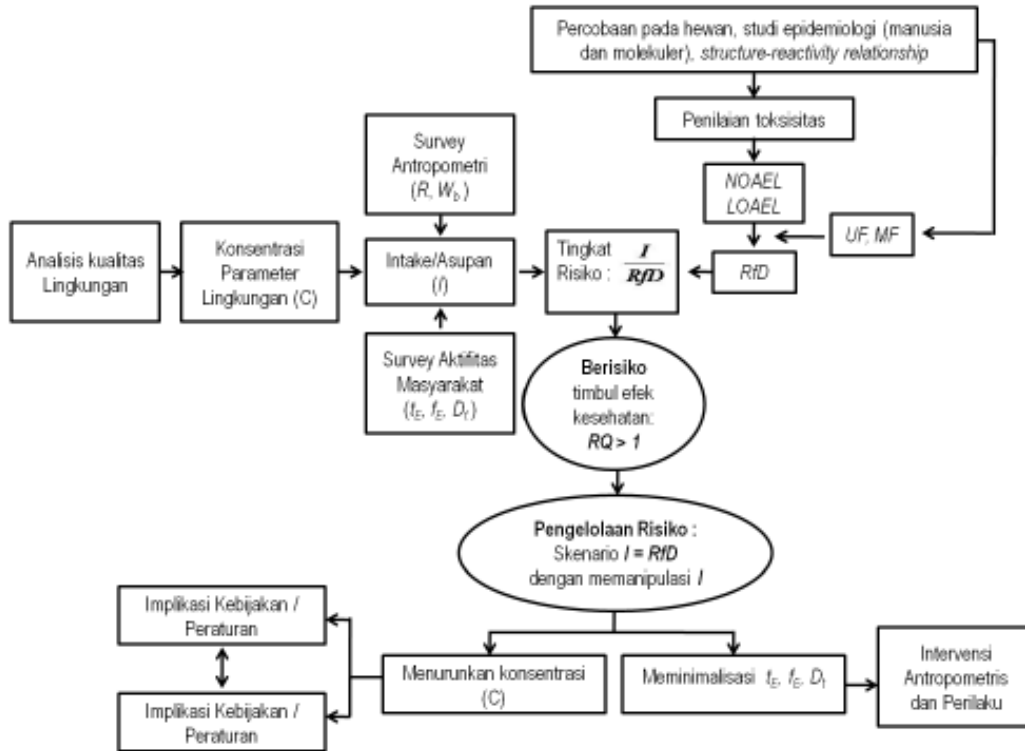 Percobaan pada hewan, studi epidemiologi (manusia
dan molekuler), structure-reactivity relationship
Penilaian toksisitas
NOAEL
LOAEL
UF, MF
RfD
Survey
Antropometri
(R, Wb)
Analisis kualitas
Lingkungan
Konsentrasi
Parameter
Lingkungan (C)
Intake/Asupan
(I)
Tingkat
Risiko : I
RfD
Survey Aktifitas
Masyarakat
(tE, fE, Dt)
Berisiko
timbul efek
kesehatan:
RQ > 1
Pengelolaan Risiko :
Skenario I = RfD
dengan memanipulasi I
Implikasi Kebijakan /
Peraturan
Implikasi Kebijakan /
Peraturan
Menurunkan konsentrasi
(C)
Meminimalisasi tE, fE, Dt
Intervensi
Antropometris
dan Perilaku